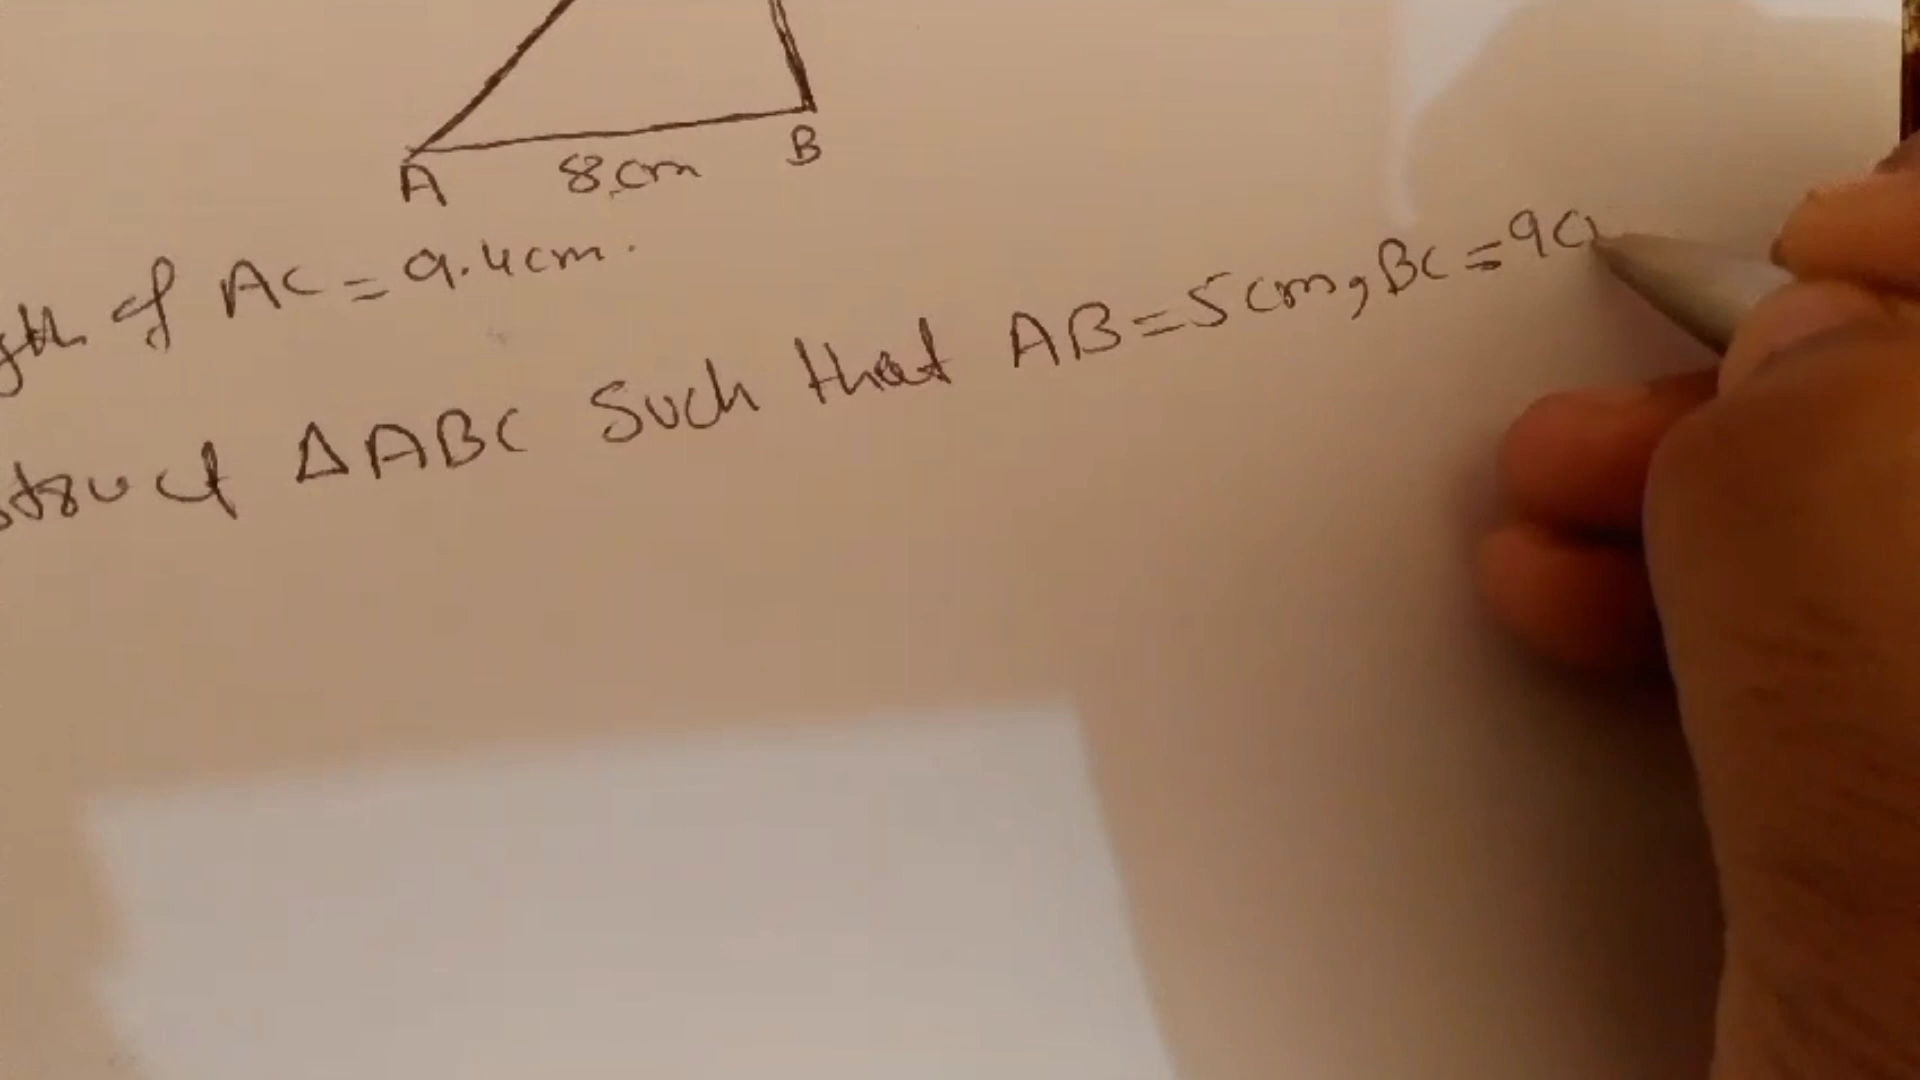 A 8cm B
of AC = 9.4cm.
ΔABC Such that AB = 5cm, BC = 9c